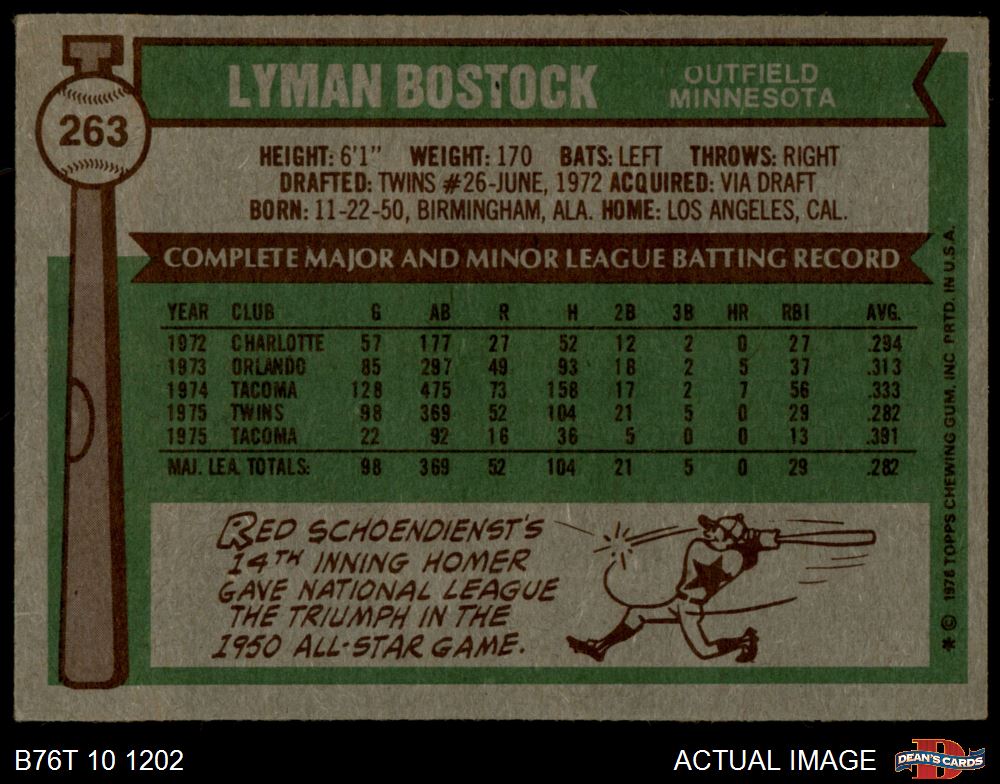 263
LYMAN BOSTOCK
OUTFIELD
MINNESOTA
HEIGHT: 6'1" WEIGHT: 170 BATS: LEFT THROWS: RIGHT
DRAFTED: TWINS #26-JUNE, 1972 ACQUIRED: VIA DRAFT
BORN: 11-22-50, BIRMINGHAM, ALA. HOME: LOS ANGELES, CAL.
COMPLETE MAJOR AND MINOR LEAGUE BATTING RECORD
YEAR CLUB G AB R H 2B 3B HR RBI AVG.
1972 CHARLOTTE 57 177 27 52 12 2 0 27 .294
1973 ORLANDO 85 297 49 93 18 2 5 37 .313
1974 TACOMA 128 475 73 158 17 2 7 56 .333
1975 TWINS 98 369 52 104 21 5 0 29 .282
1975 TACOMA 22 92 16 36 5 0 0 13 .391
MAJ. LEA. TOTALS: 98 369 52 104 21 5 0 29 .282
RED SCHOENDIENST'S
14TH INNING HOMER
GAVE NATIONAL LEAGUE
THE TRIUMPH IN THE
1950 ALL-STAR GAME.
* © 1976 TOPPS CHEWING GUM, INC PRTD. IN U.S.A.
B76T 10 1202
ACTUAL IMAGE
D
DEAN'S CARDS